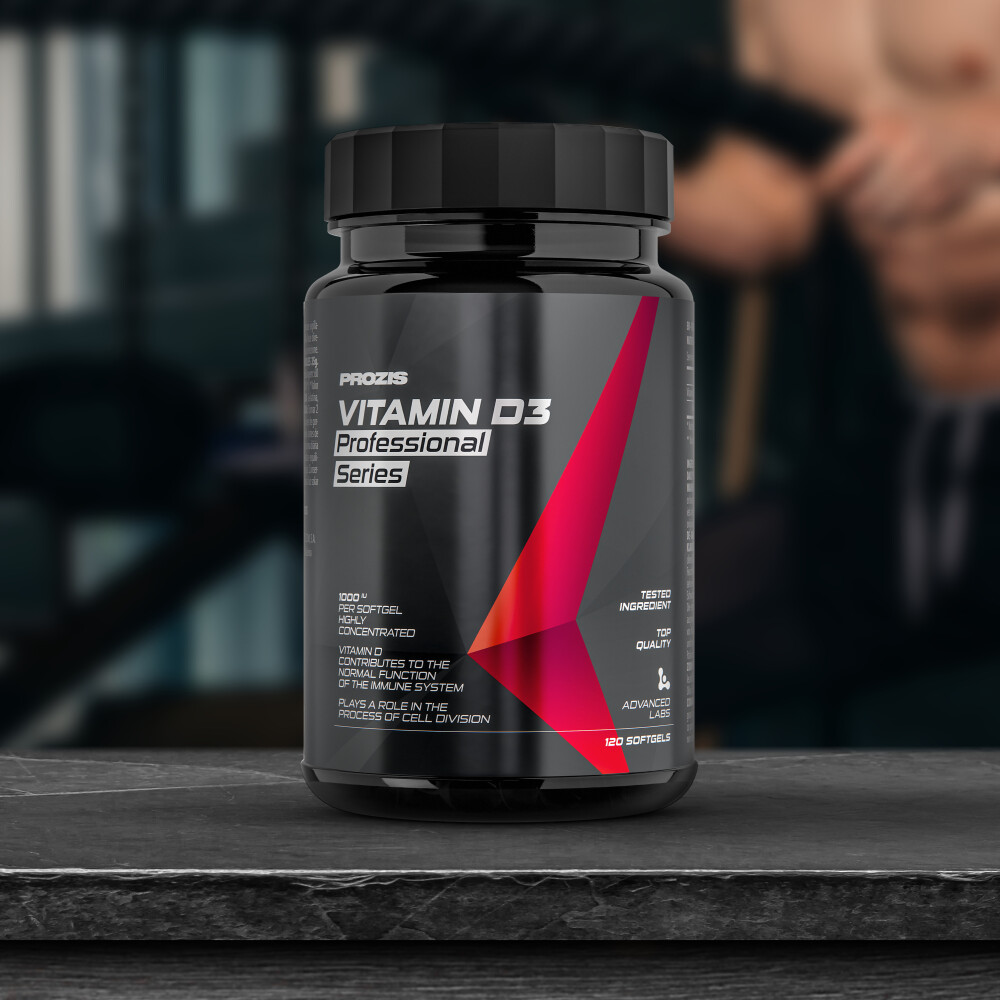 PROZIS
VITAMIN D3
Professional
Series
1000 IU
PER SOFTGEL
HIGHLY
CONCENTRATED
VITAMIN D
CONTRIBUTES TO THE
NORMAL FUNCTION
OF THE IMMUNE SYSTEM
PLAYS A ROLE IN THE
PROCESS OF CELL DIVISION
TESTED
INGREDIENT
TOP
QUALITY
ADVANCED
LABS
120 SOFTGELS